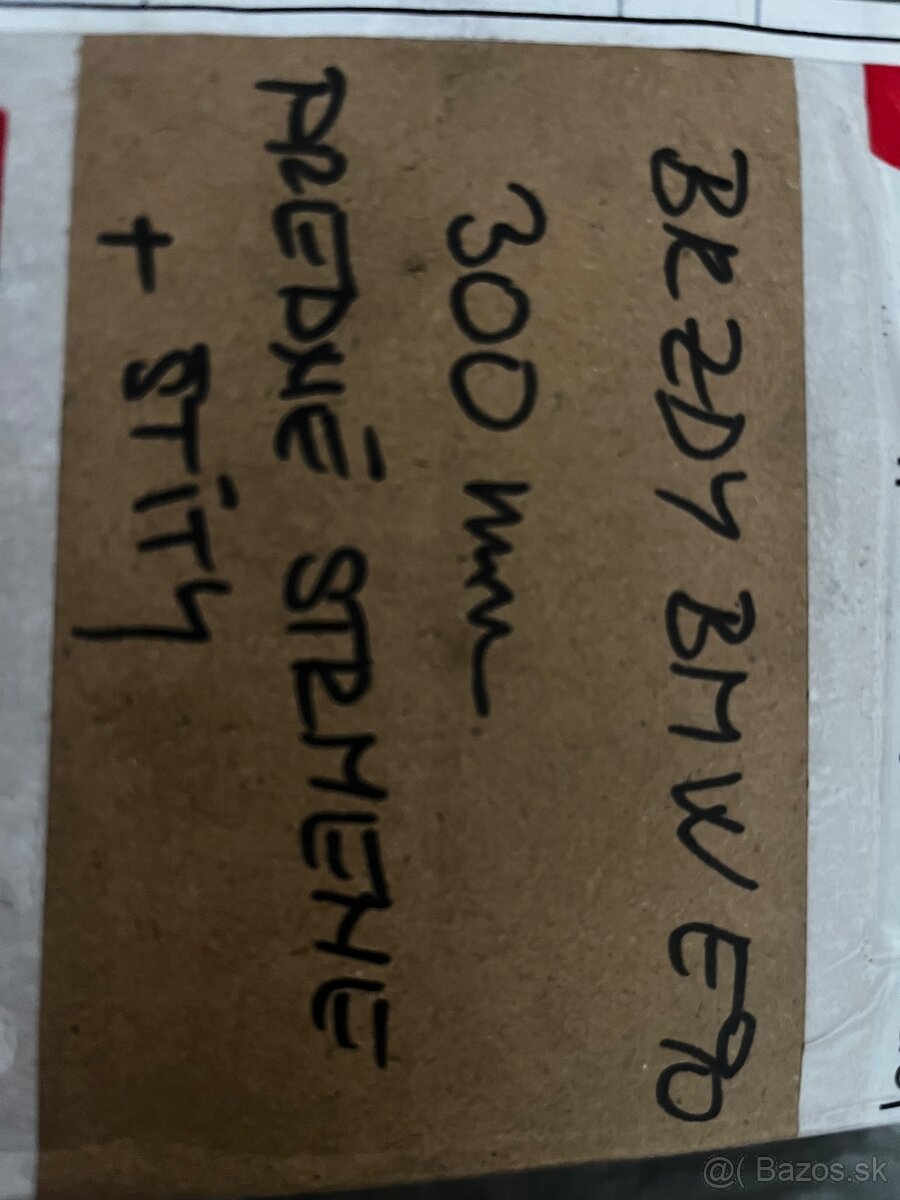 BRZDY BMW E90
300 mm
PREDNÉ STRMENE
+ ŠTÍTY
@( Bazos.sk